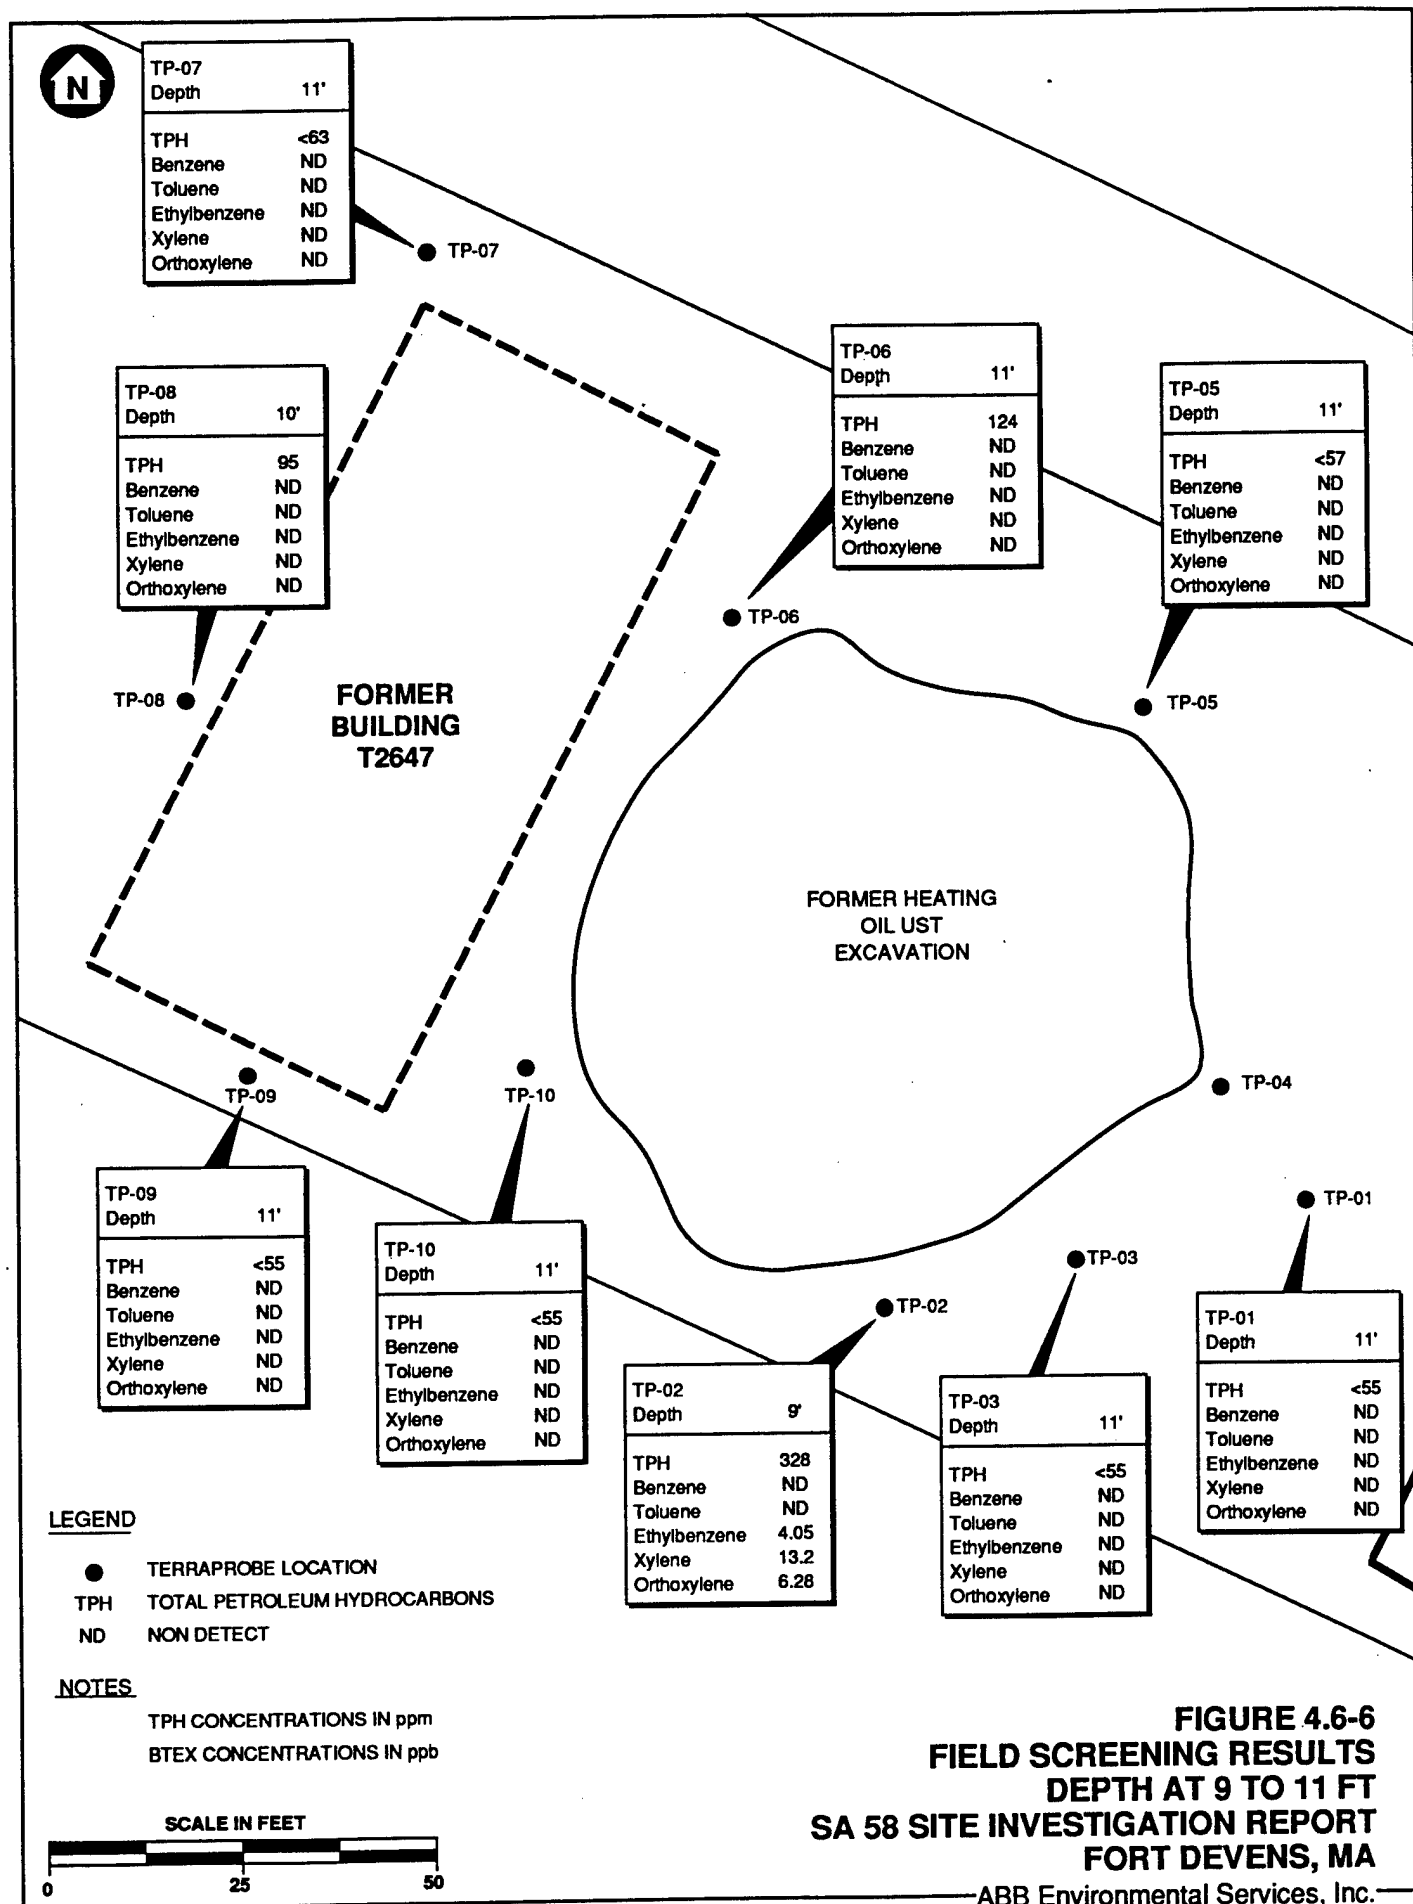 N
TP-07
Depth 11'
TPH <63
Benzene ND
Toluene ND
Ethylbenzene ND
Xylene ND
Orthoxylene ND
TP-07
TP-06
Depth 11'
TPH 124
Benzene ND
Toluene ND
Ethylbenzene ND
Xylene ND
Orthoxylene ND
TP-06
TP-05
Depth 11'
TPH <57
Benzene ND
Toluene ND
Ethylbenzene ND
Xylene ND
Orthoxylene ND
TP-05
TP-08
Depth 10'
TPH 95
Benzene ND
Toluene ND
Ethylbenzene ND
Xylene ND
Orthoxylene ND
TP-08
FORMER
BUILDING
T2647
FORMER HEATING
OIL UST
EXCAVATION
TP-09
TP-10
TP-04
TP-01
TP-03
TP-02
TP-09
Depth 11'
TPH <55
Benzene ND
Toluene ND
Ethylbenzene ND
Xylene ND
Orthoxylene ND
TP-10
Depth 11'
TPH <55
Benzene ND
Toluene ND
Ethylbenzene ND
Xylene ND
Orthoxylene ND
TP-02
Depth 9'
TPH 328
Benzene ND
Toluene ND
Ethylbenzene 4.05
Xylene 13.2
Orthoxylene 6.28
TP-03
Depth 11'
TPH <55
Benzene ND
Toluene ND
Ethylbenzene ND
Xylene ND
Orthoxylene ND
TP-01
Depth 11'
TPH <55
Benzene ND
Toluene ND
Ethylbenzene ND
Xylene ND
Orthoxylene ND
LEGEND
TERRAPROBE LOCATION
TPH TOTAL PETROLEUM HYDROCARBONS
ND NON DETECT
NOTES
TPH CONCENTRATIONS IN ppm
BTEX CONCENTRATIONS IN ppb
SCALE IN FEET
0 25 50
FIGURE 4.6-6
FIELD SCREENING RESULTS
DEPTH AT 9 TO 11 FT
SA 58 SITE INVESTIGATION REPORT
FORT DEVENS, MA
ABB Environmental Services, Inc.